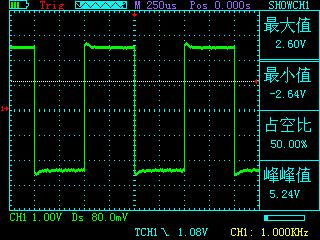 Trig M 250us Pos 0.000s SHOWCH1
最大值
2.60V
最小值
-2.64V
占空比
50.00%
峰峰值
5.24V
1
CH1 1.00V Ds 80.0mV
TCH1 1.08V CH1: 1.000KHz